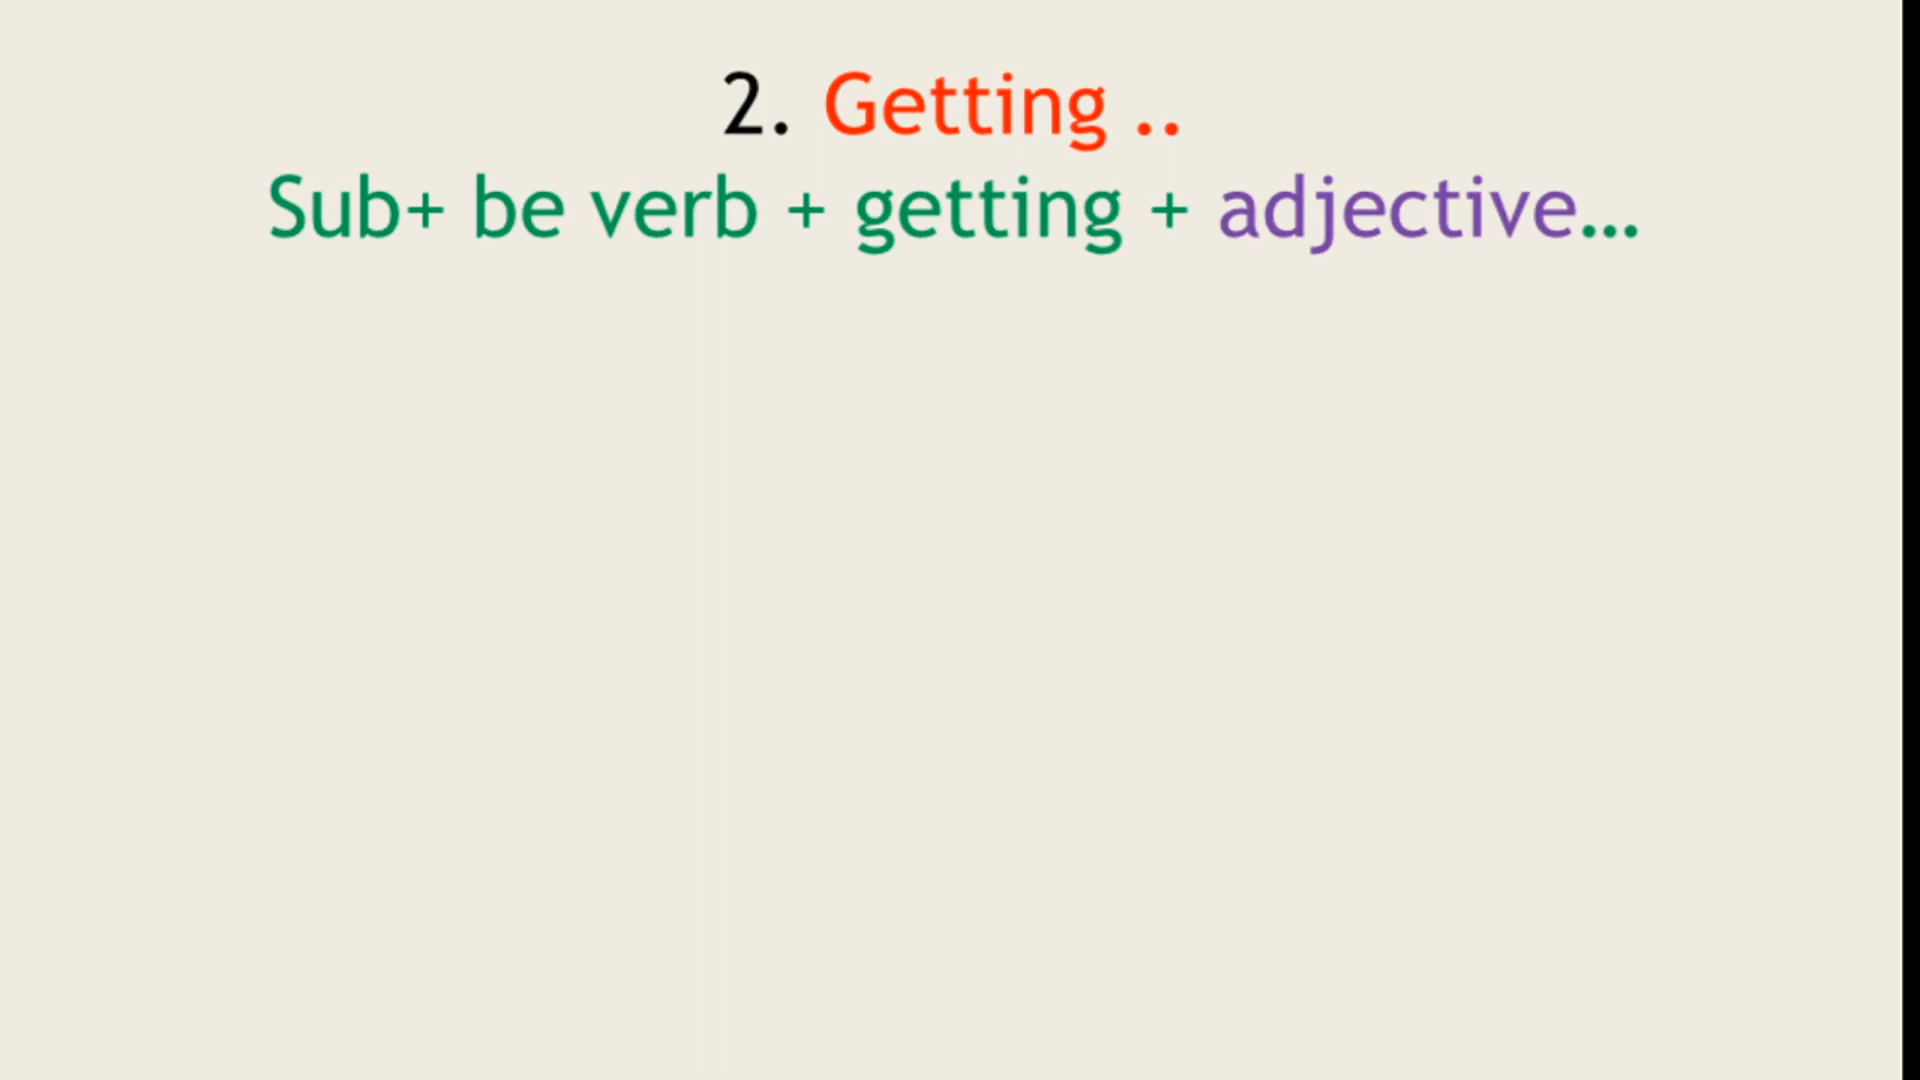 2. Getting ..
Sub+ be verb + getting + adjective...